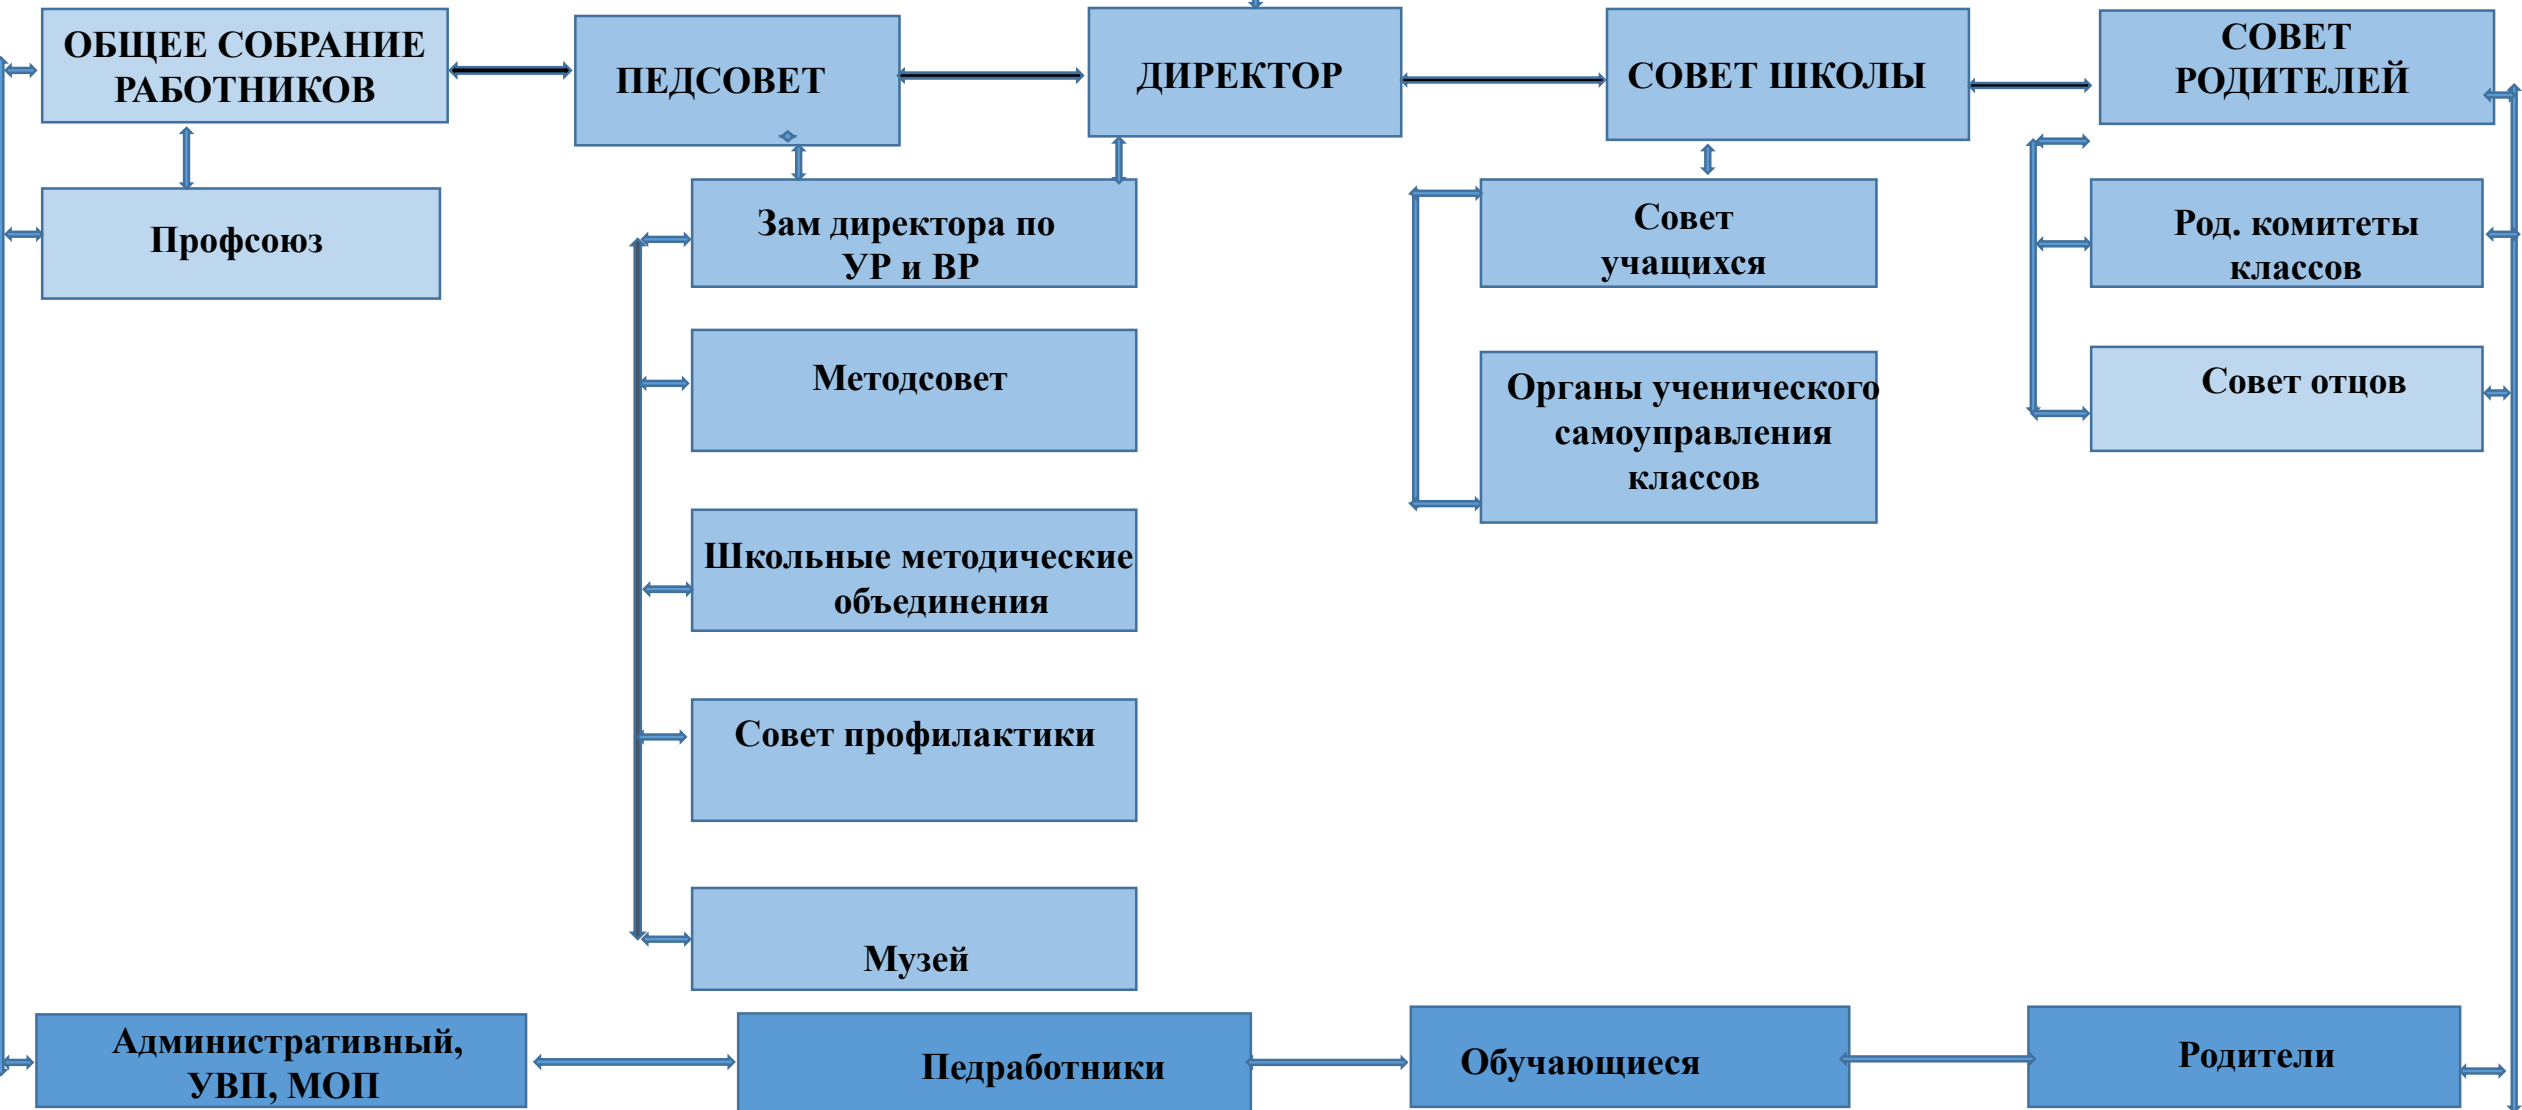 ОБЩЕЕ СОБРАНИЕ
РАБОТНИКОВ
ПЕДСОВЕТ
ДИРЕКТОР
СОВЕТ ШКОЛЫ
СОВЕТ
РОДИТЕЛЕЙ
Профсоюз
Зам директора по
УР и ВР
Совет
учащихся
Род. комитеты
классов
Методсовет
Органы ученического
самоуправления
классов
Совет отцов
Школьные методические
объединения
Совет профилактики
Музей
Административный,
УВП, МОП
Педработники
Обучающиеся
Родители